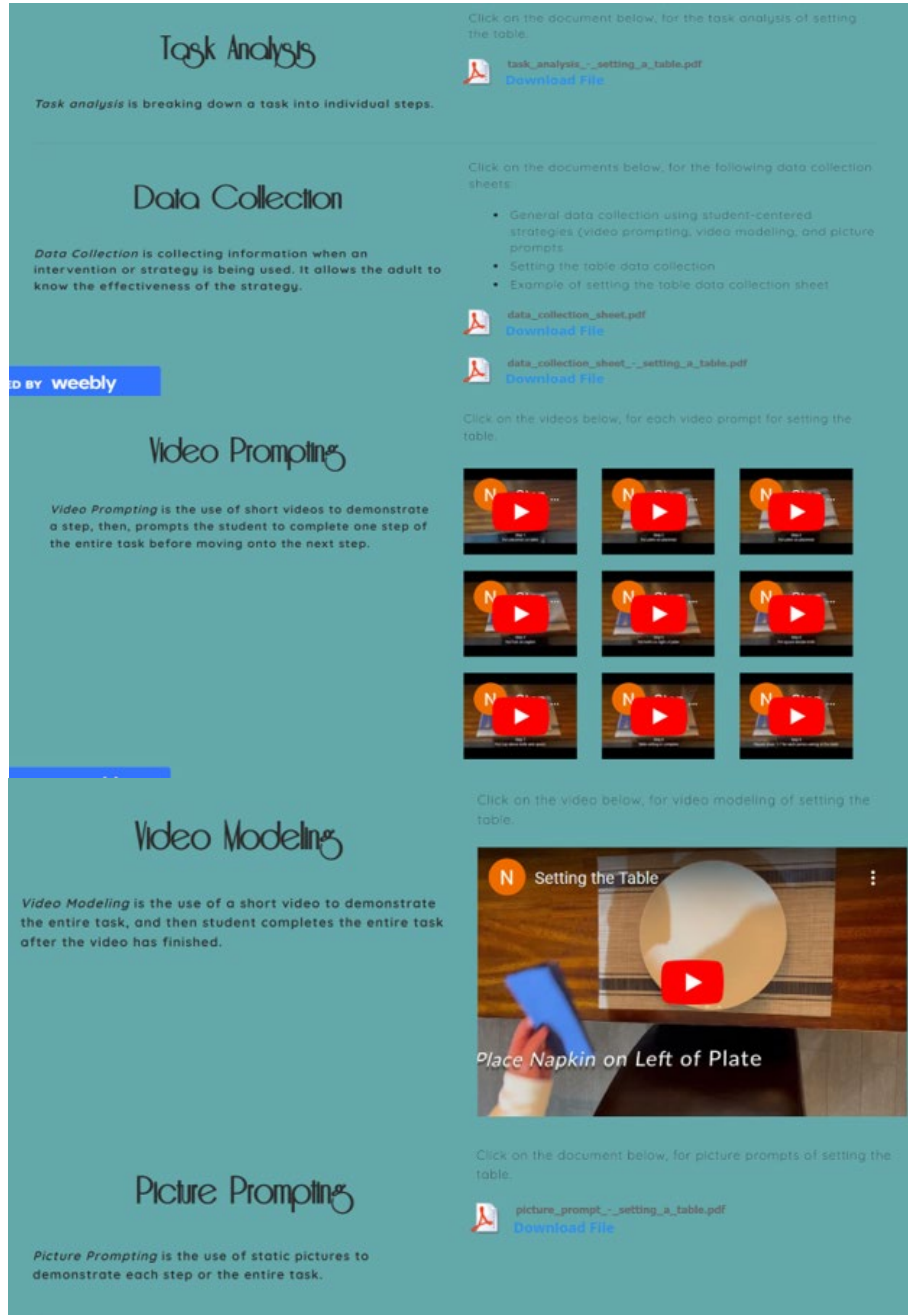 Task Analysis
Task analysis is breaking down a task into individual steps.
Click on the document below, for the task analysis of setting
the table.
task_analysis_-_setting_a_table.pdf
Download File
Data Collection
Data Collection is collecting information when an
intervention or strategy is being used. It allows the adult to
know the effectiveness of the strategy.
Click on the documents below, for the following data collection
sheets:
• General data collection using student-centered
strategies (video prompting, video modeling, and picture
prompts
• Setting the table data collection
• Example of setting the table data collection sheet
data_collection_sheet.pdf
Download File
data_collection_sheet_-_setting_a_table.pdf
Download File
ED BY weebly
Video Prompting
Video Prompting is the use of short videos to demonstrate
a step, then, prompts the student to complete one step of
the entire task before moving onto the next step.
Click on the videos below, for each video prompt for setting the
table.
Video Modeling
Video Modeling is the use of a short video to demonstrate
the entire task, and then student completes the entire task
after the video has finished.
Click on the video below, for video modeling of setting the
table.
N Setting the Table
Place Napkin on Left of Plate
Picture Prompting
Picture Prompting is the use of static pictures to
demonstrate each step or the entire task.
Click on the document below, for picture prompts of setting the
table.
picture_prompt_-_setting_a_table.pdf
Download File